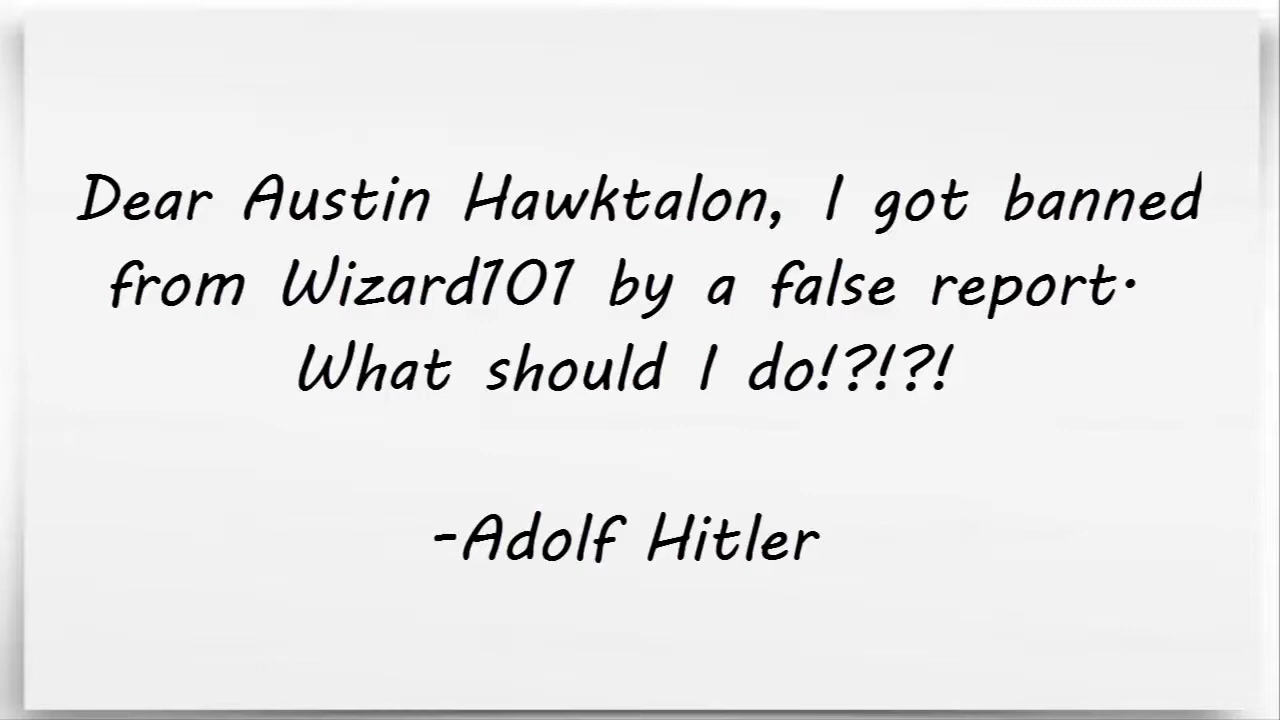 Dear Austin Hawktalon, I got banned
from Wizard101 by a false report.
What should I do!?!?!
-Adolf Hitler